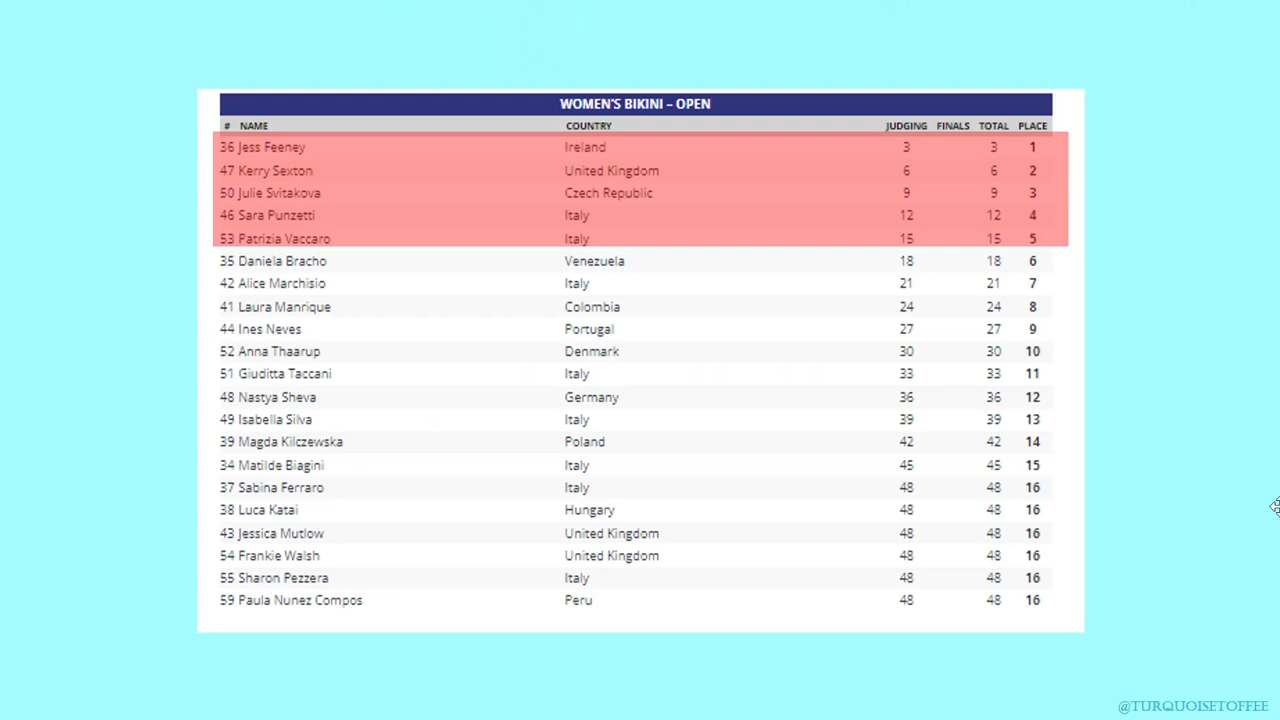 WOMEN'S BIKINI – OPEN
# NAME COUNTRY JUDGING FINALS TOTAL PLACE
36 Jess Feeney Ireland 3 3 1
47 Kerry Sexton United Kingdom 6 6 2
50 Julie Svitakova Czech Republic 9 9 3
46 Sara Punzetti Italy 12 12 4
53 Patrizia Vaccaro Italy 15 15 5
35 Daniela Bracho Venezuela 18 18 6
42 Alice Marchisio Italy 21 21 7
41 Laura Manrique Colombia 24 24 8
44 Ines Neves Portugal 27 27 9
52 Anna Thaarup Denmark 30 30 10
51 Giuditta Taccani Italy 33 33 11
48 Nastya Sheva Germany 36 36 12
49 Isabella Silva Italy 39 39 13
39 Magda Kilczewska Poland 42 42 14
34 Matilde Biagini Italy 45 45 15
37 Sabina Ferraro Italy 48 48 16
38 Luca Katai Hungary 48 48 16
43 Jessica Mutlow United Kingdom 48 48 16
54 Frankie Walsh United Kingdom 48 48 16
55 Sharon Pezzera Italy 48 48 16
59 Paula Nunez Compos Peru 48 48 16
@TURQUOISETOFFEE